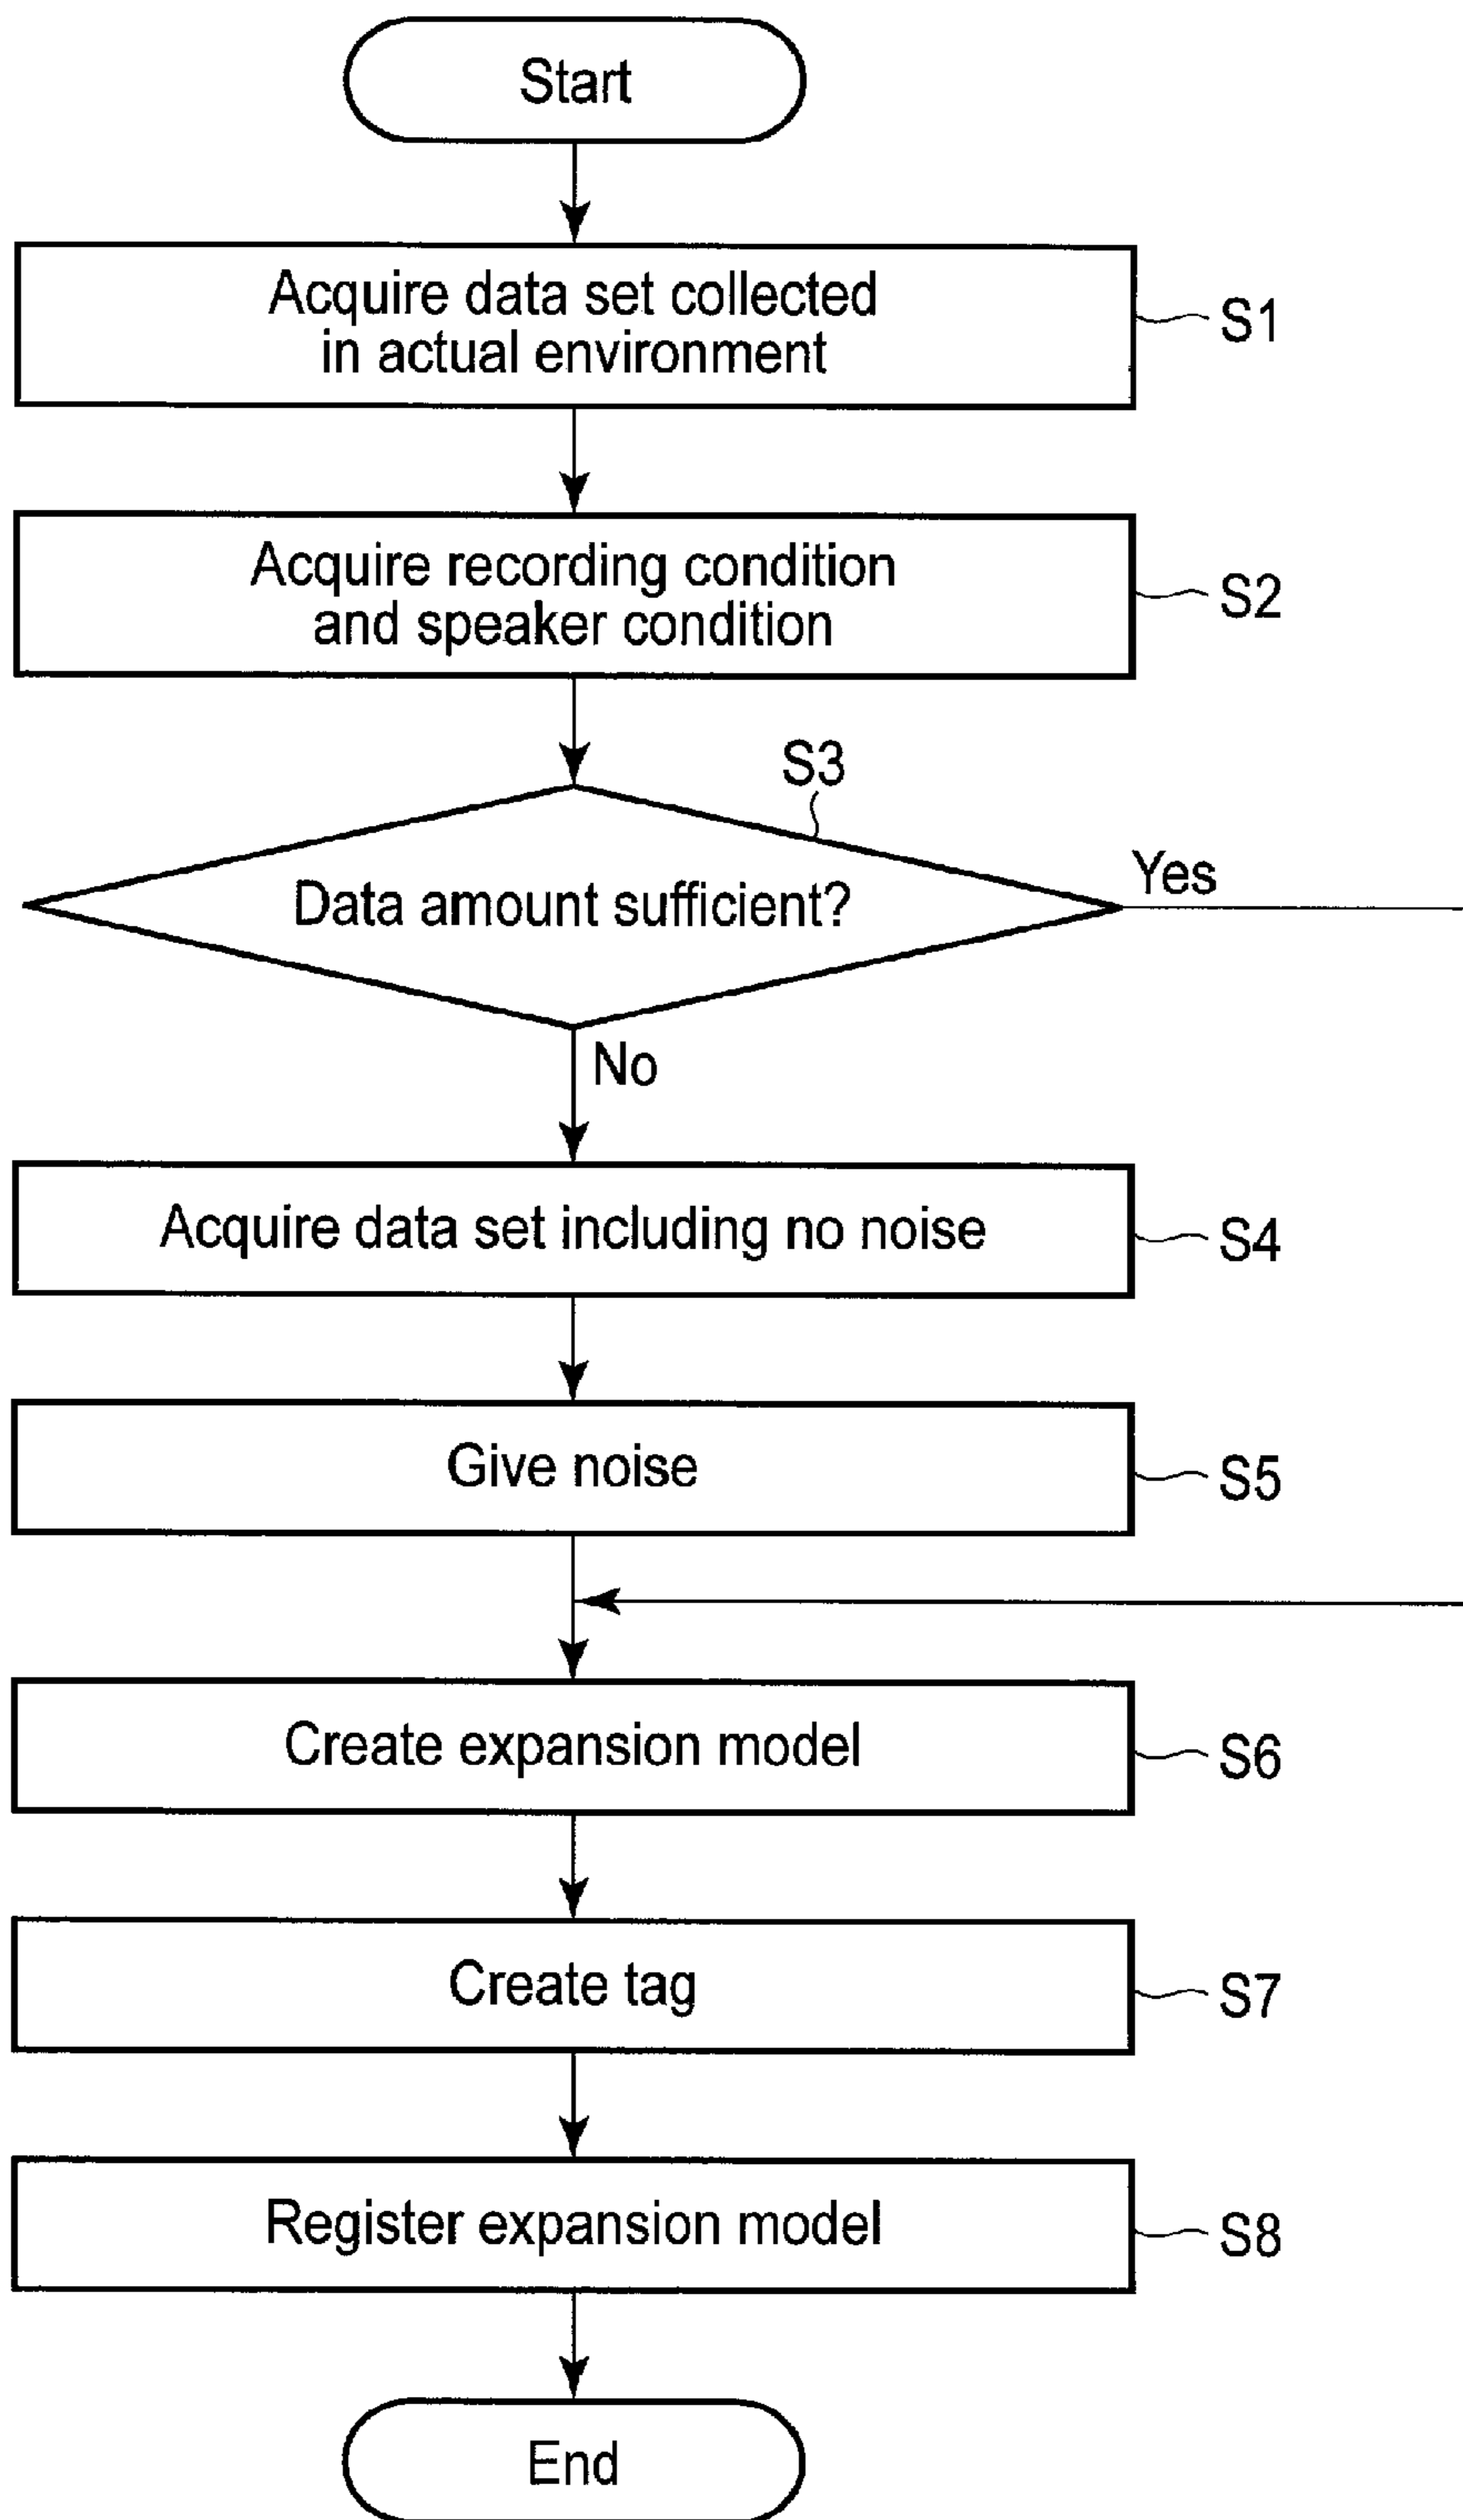 Start
Acquire data set collected
in actual environment
S1
Acquire recording condition
and speaker condition
S2
S3
Data amount sufficient?
Yes
No
Acquire data set including no noise
S4
Give noise
S5
Create expansion model
S6
Create tag
S7
Register expansion model
S8
End